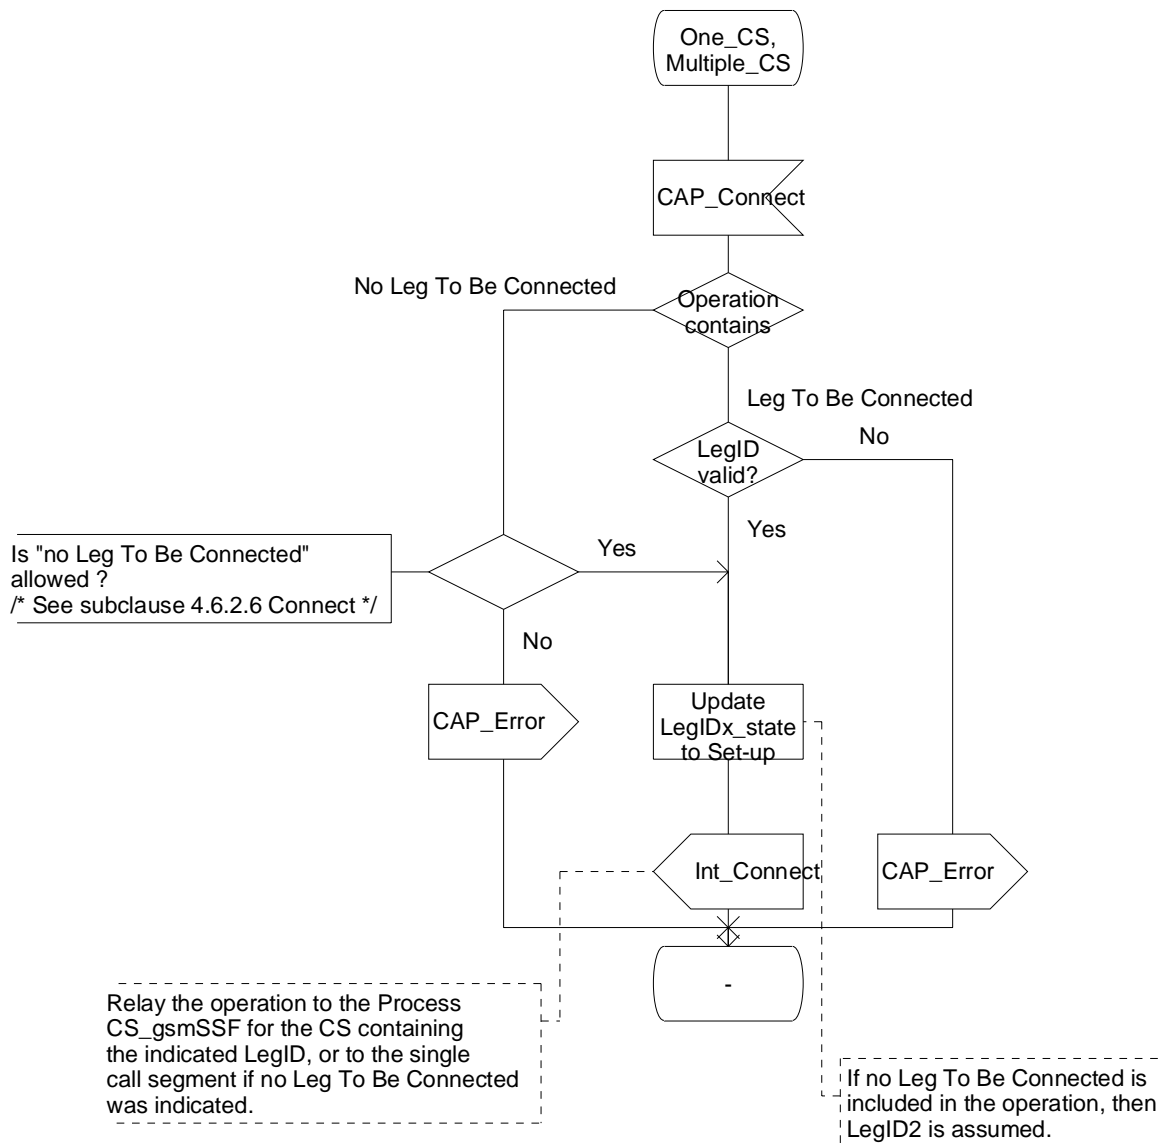 One_CS,
Multiple_CS
CAP_Connect
No Leg To Be Connected
Operation
contains
Leg To Be Connected
No
LegID
valid?
Yes
Is "no Leg To Be Connected"
allowed ?
/* See subclause 4.6.2.6 Connect */
Yes
No
CAP_Error
Update
LegIDx_state
to Set-up
Int_Connect
CAP_Error
-
Relay the operation to the Process
CS_gsmSSF for the CS containing
the indicated LegID, or to the single
call segment if no Leg To Be Connected
was indicated.
If no Leg To Be Connected is
included in the operation, then
LegID2 is assumed.